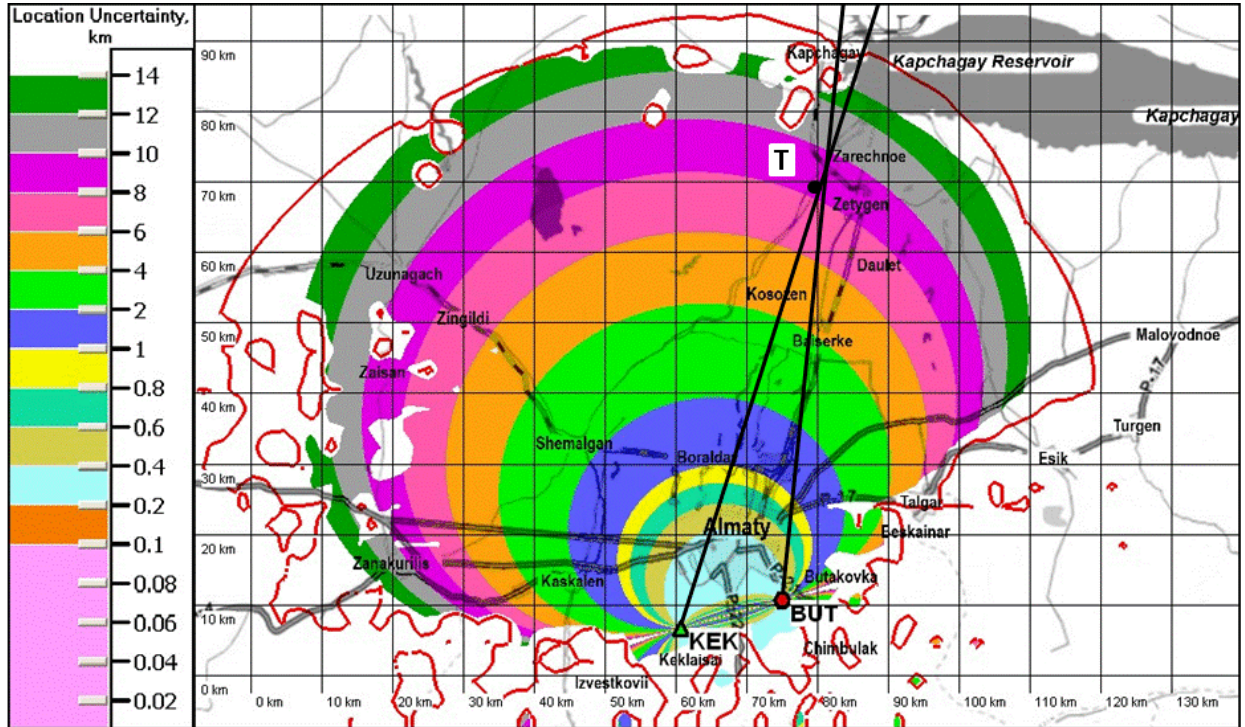 Location Uncertainty,
km
14
12
10
8
6
4
2
1
0.8
0.6
0.4
0.2
0.1
0.08
0.06
0.04
0.02
90 km
80 km
70 km
60 km
50 km
40 km
30 km
20 km
10 km
0 km
0 km
10 km
20 km
30 km
40 km
50 km
60 km
70 km
80 km
90 km
100 km
110 km
120 km
130 km
Kapchagay
Kapchagay Reservoir
Kapchagay
T
Zarechnoe
Zetygen
Daulet
Uzunagach
Kosozen
Zingildi
Baiserke
Malovodnoe
P-17
Zaisan
Turgen
Shemalgan
Boraldai
Esik
P-17
Talgar
Almaty
Beskainar
Zanakurilis
Kaskalen
Butakovka
BUT
KEK
Chimbulak
Keklaisai
Izvestkovii